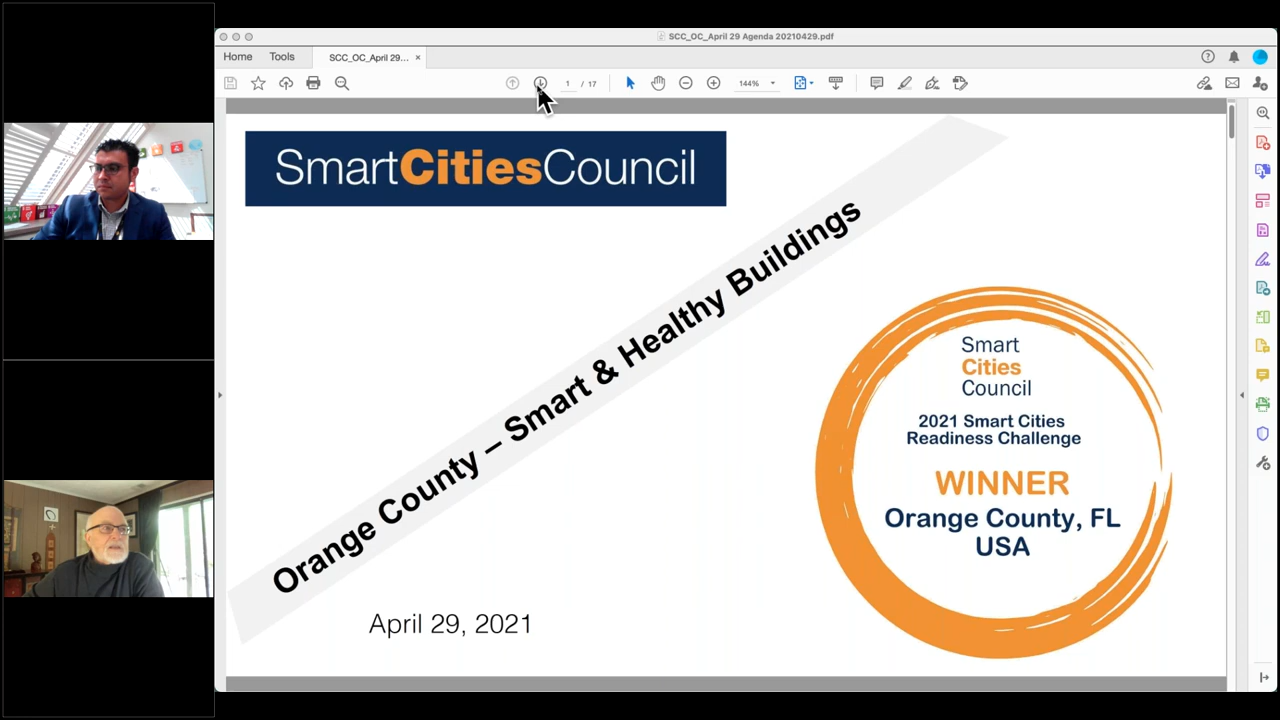 SCC_OC_April 29 Agenda 20210429.pdf
Home
Tools
SCC_OC_April 29...
1 / 17
144%
SmartCitiesCouncil
Orange County – Smart & Healthy Buildings
Smart
Cities
Council
2021 Smart Cities
Readiness Challenge
WINNER
Orange County, FL
USA
April 29, 2021